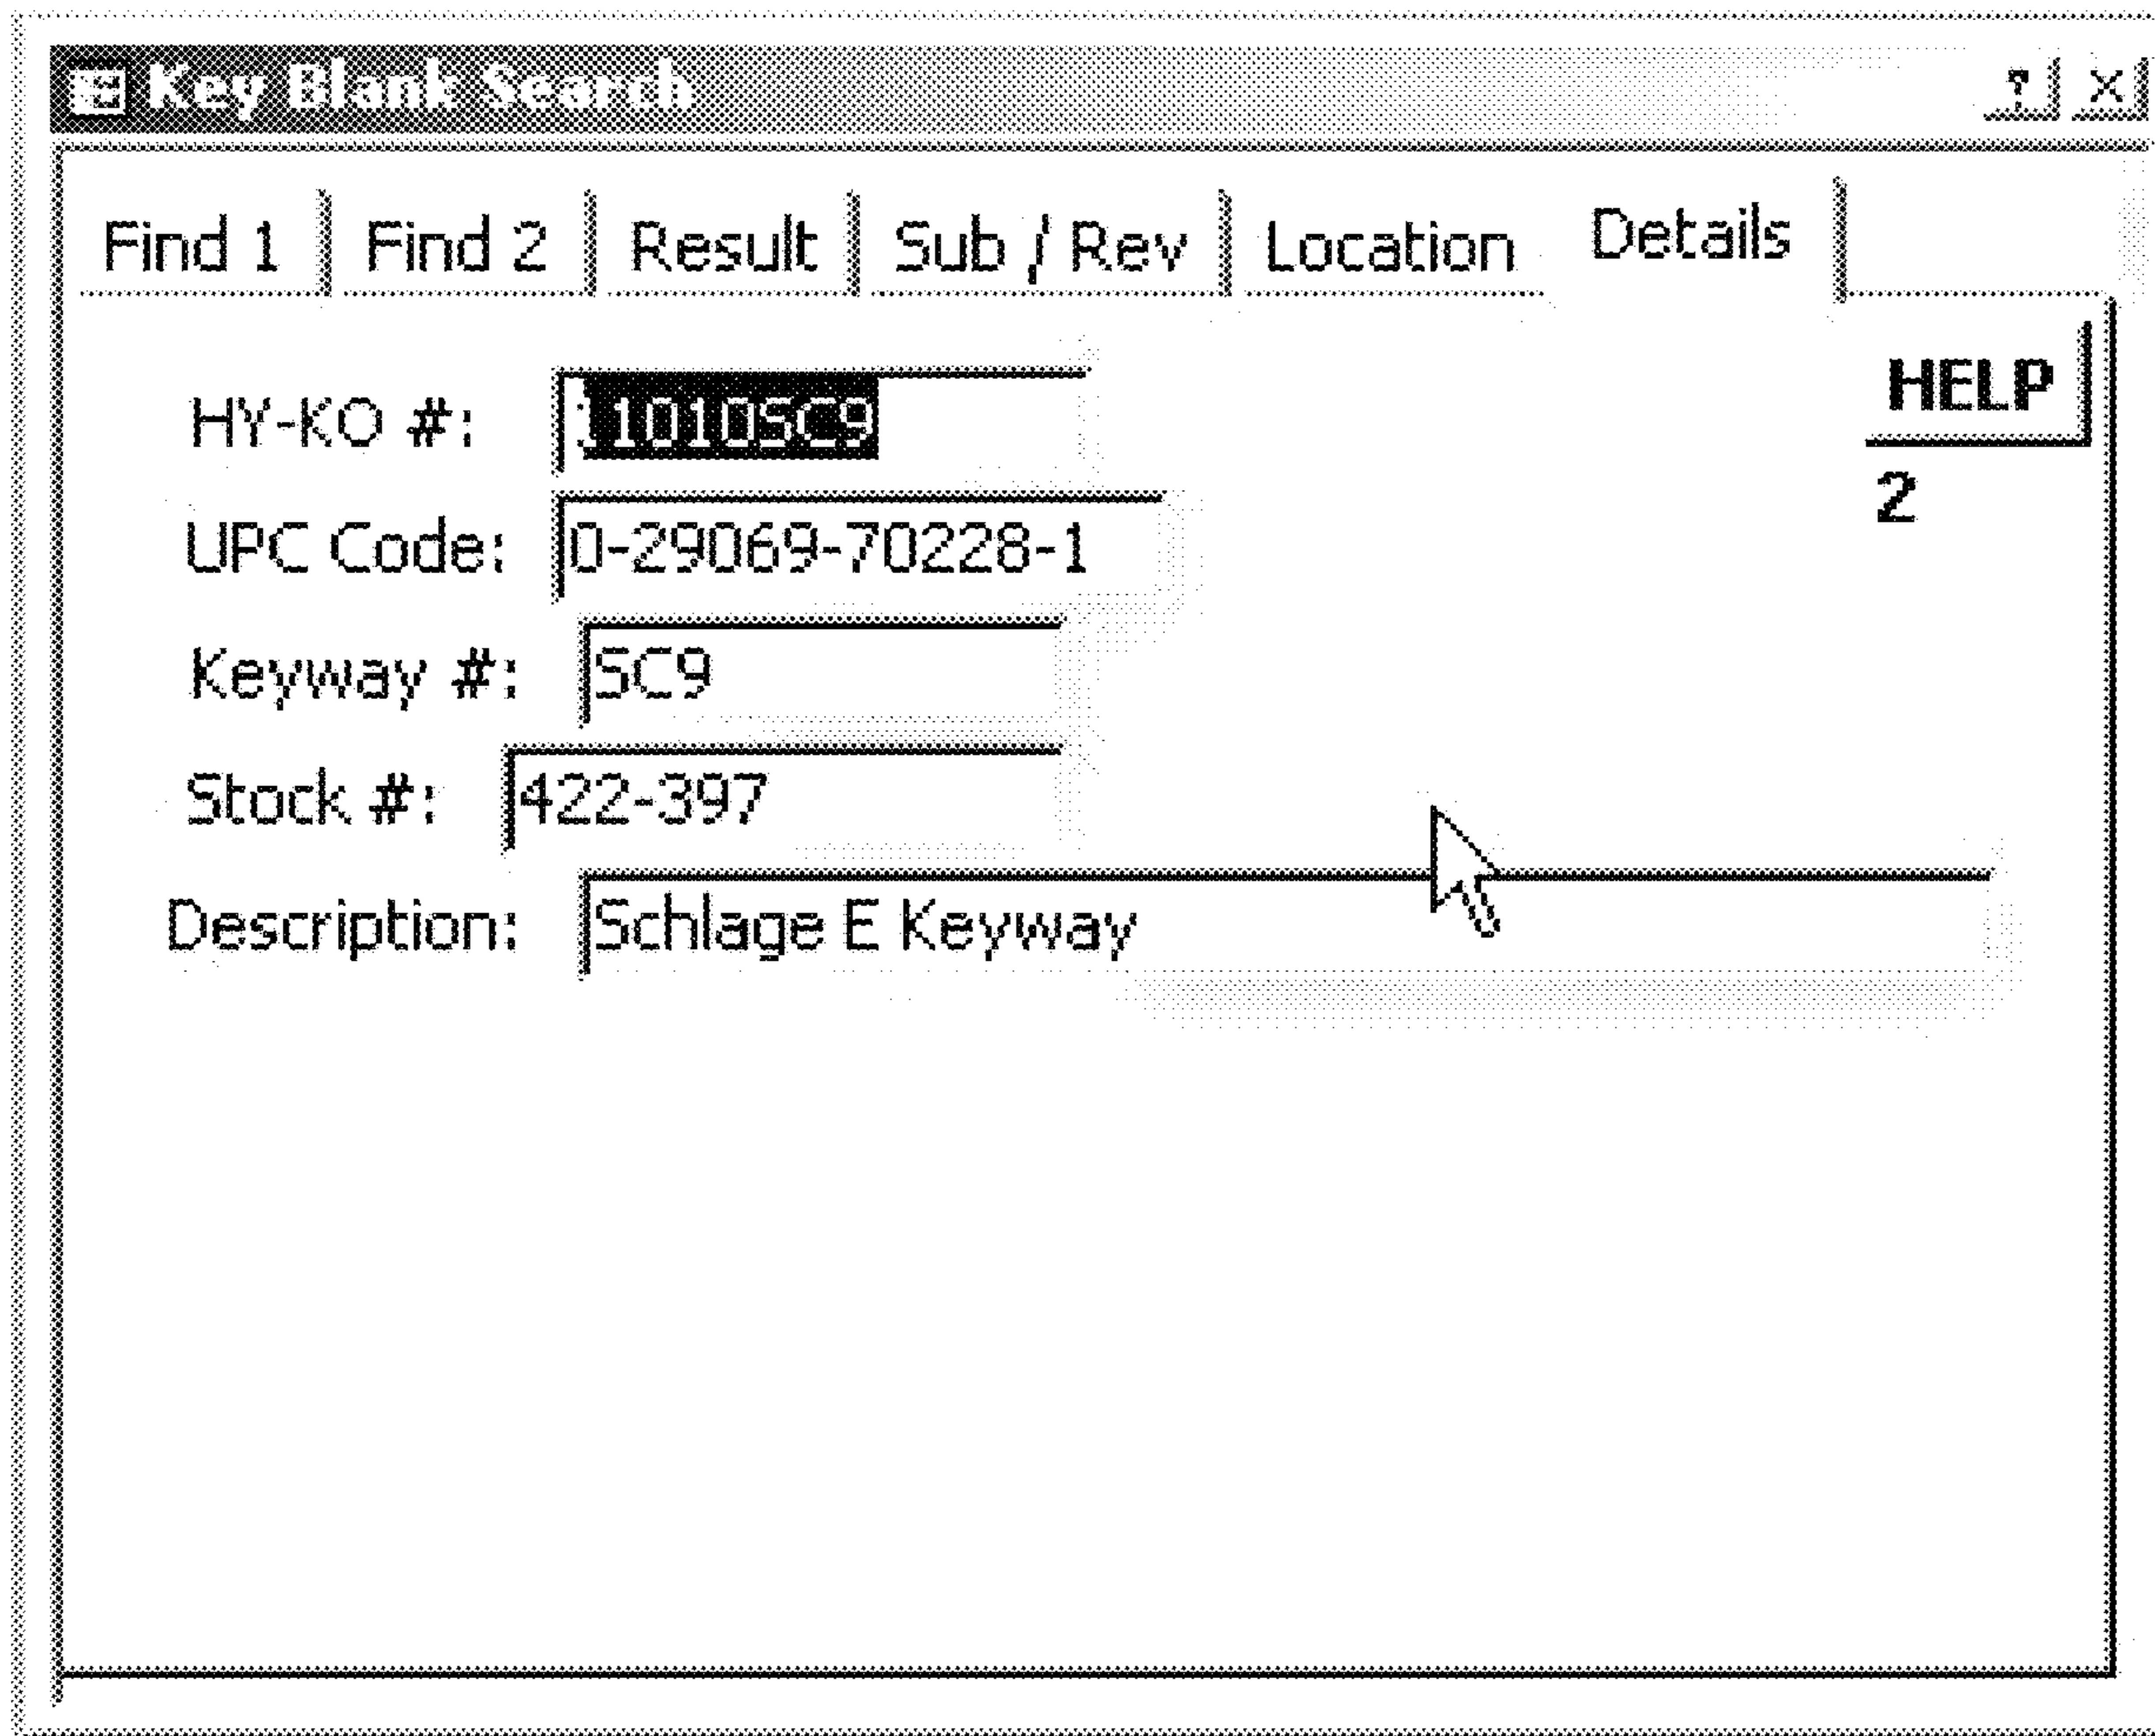 Key Blank Search ? X
Find 1 Find 2 Result Sub / Rev Location Details
HELP
HY-KO #: 11010SC9
2
UPC Code: 0-29069-70228-1
Keyway #: SC9
Stock #: 422-397
Description: Schlage E Keyway